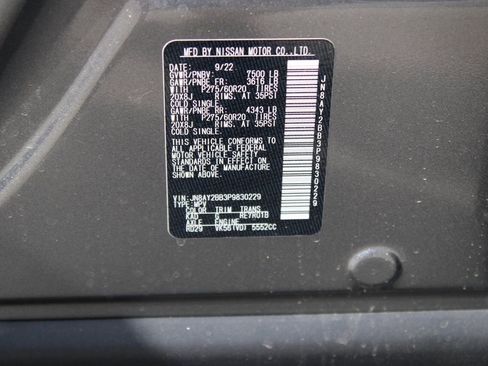 MFD BY NISSAN MOTOR CO.,LTD.
DATE: 9/22
GVWR/PNBV: 7500 LB
GAWR/PNBE FR: 3616 LB
WITH P275/60R20 TIRES
20X8J RIMS, AT 35PSI
COLD SINGLE.
GAWR/PNBE RR: 4343 LB
WITH P275/60R20 TIRES
20X8J RIMS, AT 35PSI
COLD SINGLE.
THIS VEHICLE CONFORMS TO
ALL APPLICABLE FEDERAL
MOTOR VEHICLE SAFETY
STANDARDS IN EFFECT ON
THE DATE OF MANUFACTURE
SHOWN ABOVE.
VIN: JN8AY2BB3P9830229
TYPE: MPV
COLOR TRIM TRANS
KAD G RE7R01B
AXLE ENGINE
RD29 VK56(VD) 5552CC
JN8AY2BB3P9830229